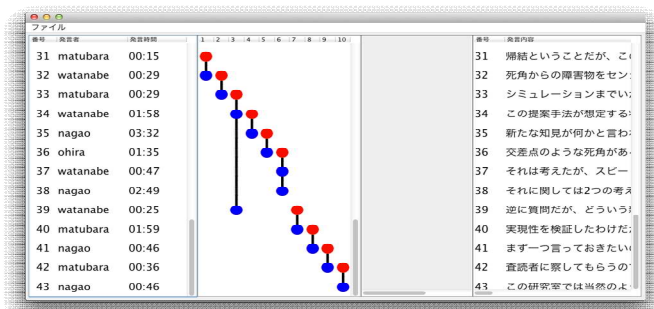 ファイル
番号 発言者 発言時間 1 2 3 4 5 6 7 8 9 10 番号 発言内容
31 matubara 00:15 31 帰結ということだが、こ
32 watanabe 00:29 32 死角からの障害物をセン
33 matubara 00:29 33 シミュレーションまでい
34 watanabe 01:58 34 この提案手法が想定する
35 nagao 03:32 35 新たな知見が何かと言わ
36 ohira 01:35 36 交差点のような死角があ
37 watanabe 00:47 37 それは考えたが、スピー
38 nagao 02:49 38 それに関しては2つの考え
39 watanabe 00:25 39 逆に質問だが、どういう
40 matubara 01:59 40 実現性を検証したわけだ
41 nagao 00:46 41 まず一つ言っておきたい
42 matubara 00:36 42 査読者に察してもらうの
43 nagao 00:46 43 この研究室では当然のよ